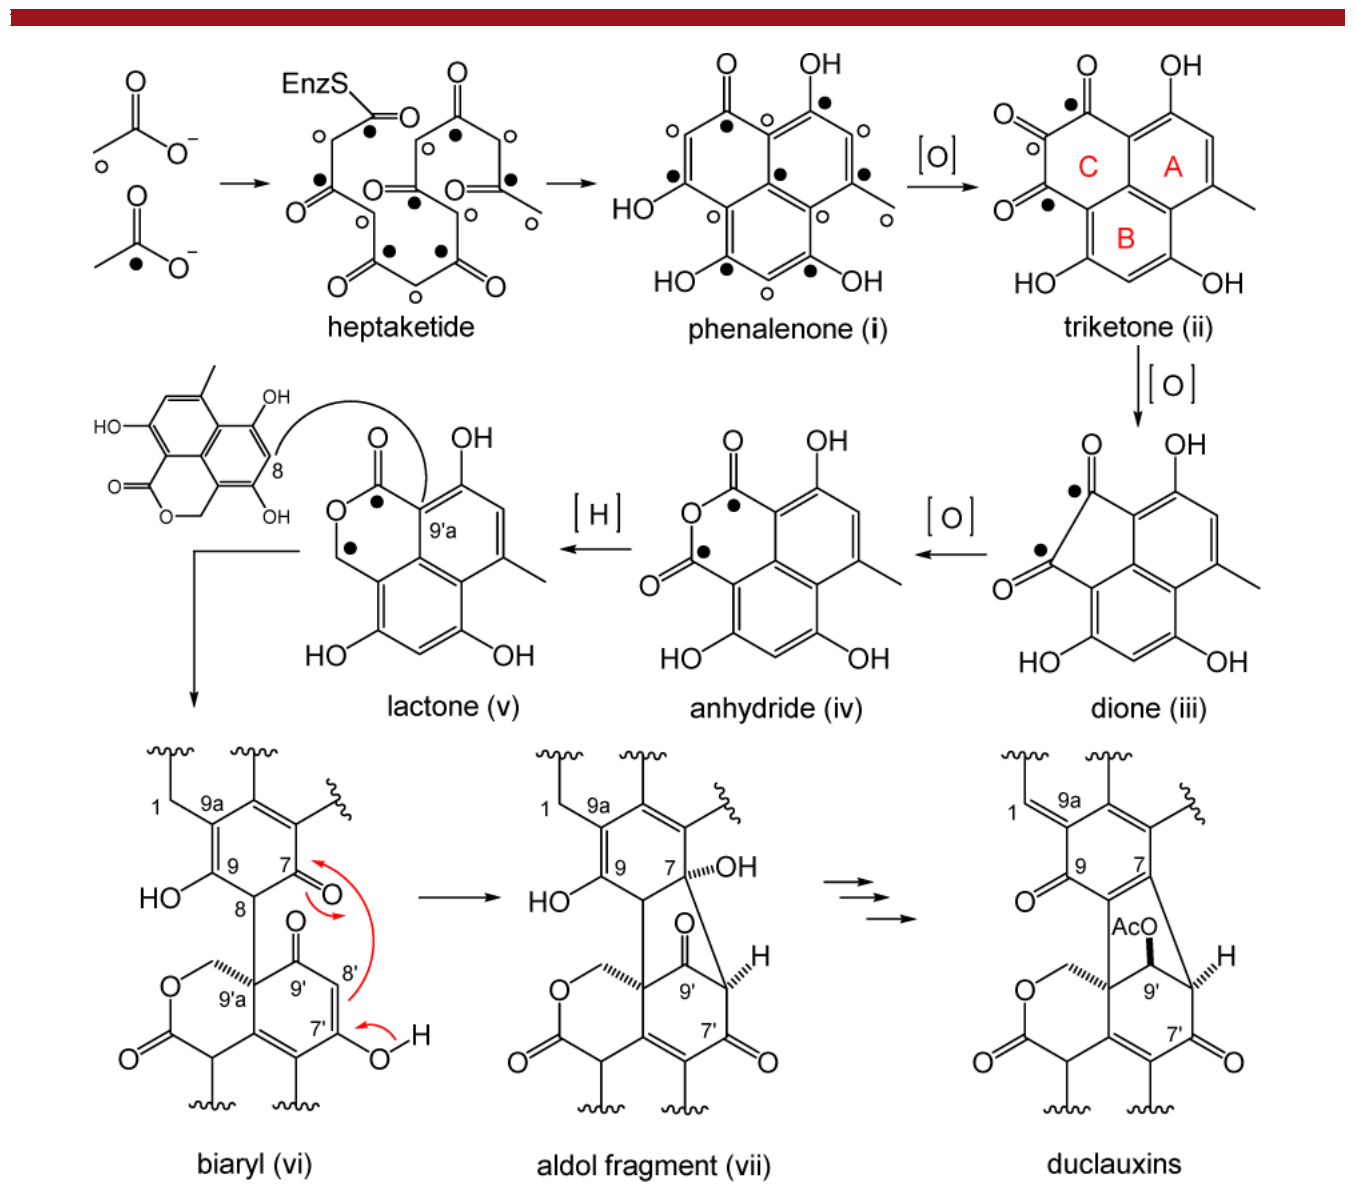 O O
EnzS O O OH O OH
O⁻ O O [O] O C A
O O O HO O B
O⁻ O O HO OH HO OH
heptaketide phenalenone (i) triketone (ii)
[O]
OH O OH O OH O OH
HO 8 O 9'a [H] O [O]
O O OH O O
HO OH HO OH HO OH
lactone (v) anhydride (iv) dione (iii)
1 9a 1 9a 1 9a
9 7 9 7 OH 9 7
HO 8 O HO O
O O AcO
O 9'a 9' 8' O 9' H O 9' H
7' H 7' 7'
O O O O O O
biaryl (vi) aldol fragment (vii) duclauxins